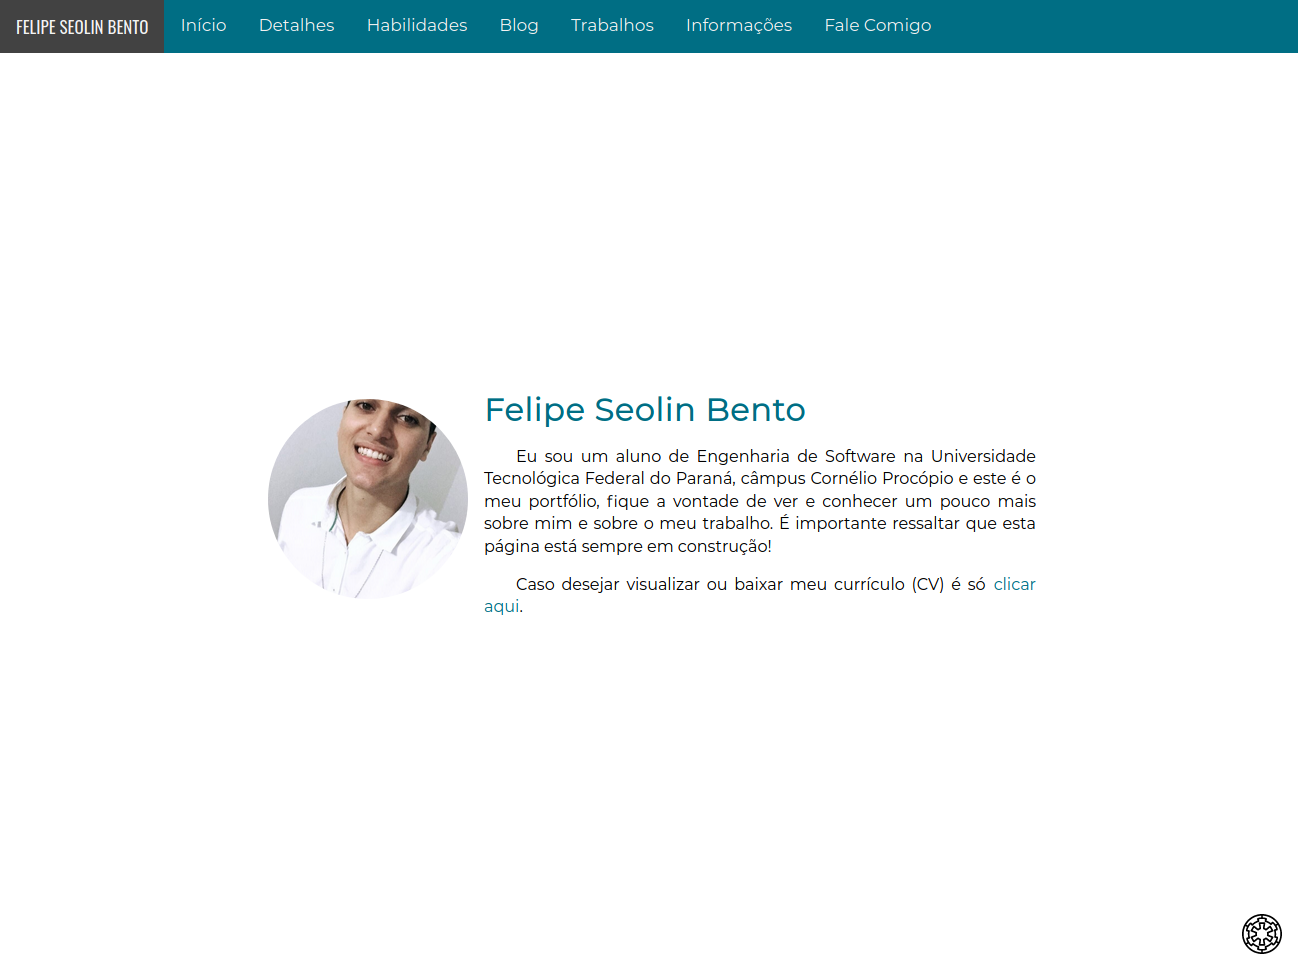 FELIPE SEOLIN BENTO
Início
Detalhes
Habilidades
Blog
Trabalhos
Informações
Fale Comigo
Felipe Seolin Bento
Eu sou um aluno de Engenharia de Software na Universidade
Tecnológica Federal do Paraná, câmpus Cornélio Procópio e este é o
meu portfólio, fique a vontade de ver e conhecer um pouco mais
sobre mim e sobre o meu trabalho. É importante ressaltar que esta
página está sempre em construção!
Caso desejar visualizar ou baixar meu currículo (CV) é só clicar
aqui.